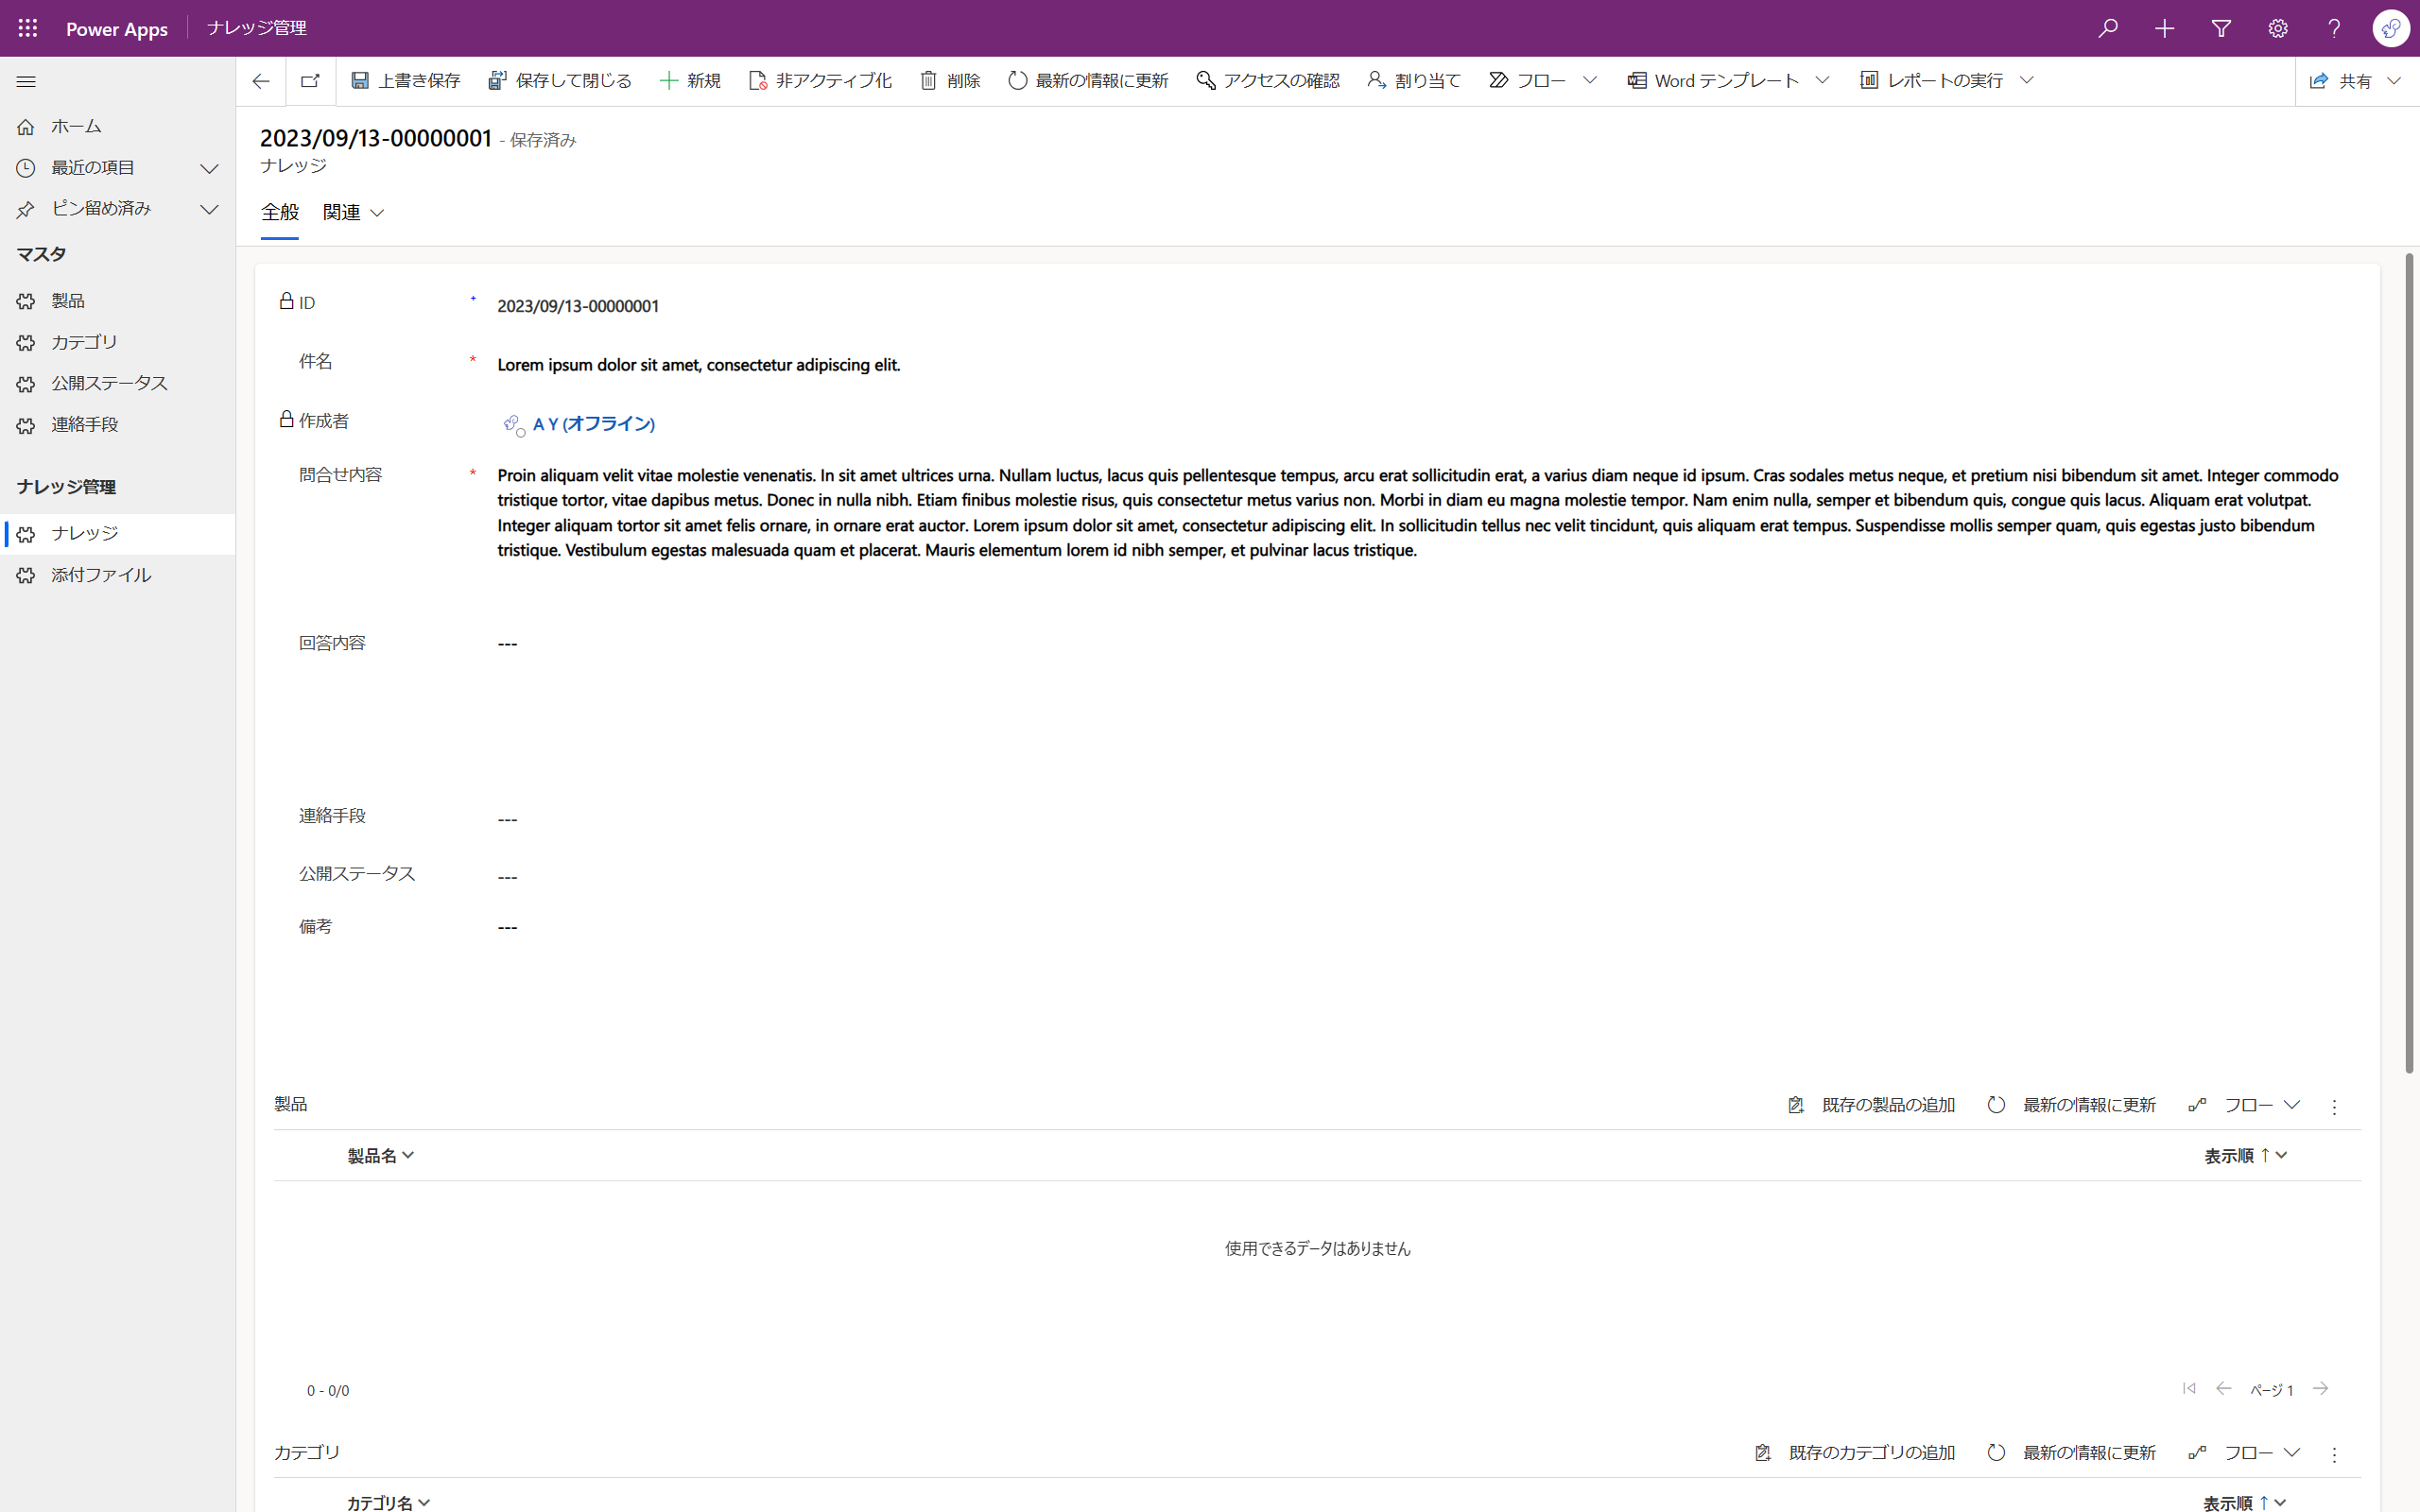 Power Apps ナレッジ管理
上書き保存 保存して閉じる 新規 非アクティブ化 削除 最新の情報に更新 アクセスの確認 割り当て フロー Word テンプレート レポートの実行 共有
ホーム
最近の項目
ピン留め済み
マスタ
製品
カテゴリ
公開ステータス
連絡手段
ナレッジ管理
ナレッジ
添付ファイル
2023/09/13-00000001 - 保存済み
ナレッジ
全般 関連
ID 2023/09/13-00000001
件名 * Lorem ipsum dolor sit amet, consectetur adipiscing elit.
作成者 A Y (オフライン)
問合せ内容 * Proin aliquam velit vitae molestie venenatis. In sit amet ultrices urna. Nullam luctus, lacus quis pellentesque tempus, arcu erat sollicitudin erat, a varius diam neque id ipsum. Cras sodales metus neque, et pretium nisi bibendum sit amet. Integer commodo
tristique tortor, vitae dapibus metus. Donec in nulla nibh. Etiam finibus molestie risus, quis consectetur metus varius non. Morbi in diam eu magna molestie tempor. Nam enim nulla, semper et bibendum quis, congue quis lacus. Aliquam erat volutpat.
Integer aliquam tortor sit amet felis ornare, in ornare erat auctor. Lorem ipsum dolor sit amet, consectetur adipiscing elit. In sollicitudin tellus nec velit tincidunt, quis aliquam erat tempus. Suspendisse mollis semper quam, quis egestas justo bibendum
tristique. Vestibulum egestas malesuada quam et placerat. Mauris elementum lorem id nibh semper, et pulvinar lacus tristique.
回答内容 ---
連絡手段 ---
公開ステータス ---
備考 ---
製品 既存の製品の追加 最新の情報に更新 フロー
製品名 表示順 ↑
使用できるデータはありません
0 - 0/0 ページ 1
カテゴリ 既存のカテゴリの追加 最新の情報に更新 フロー
カテゴリ名 表示順 ↑